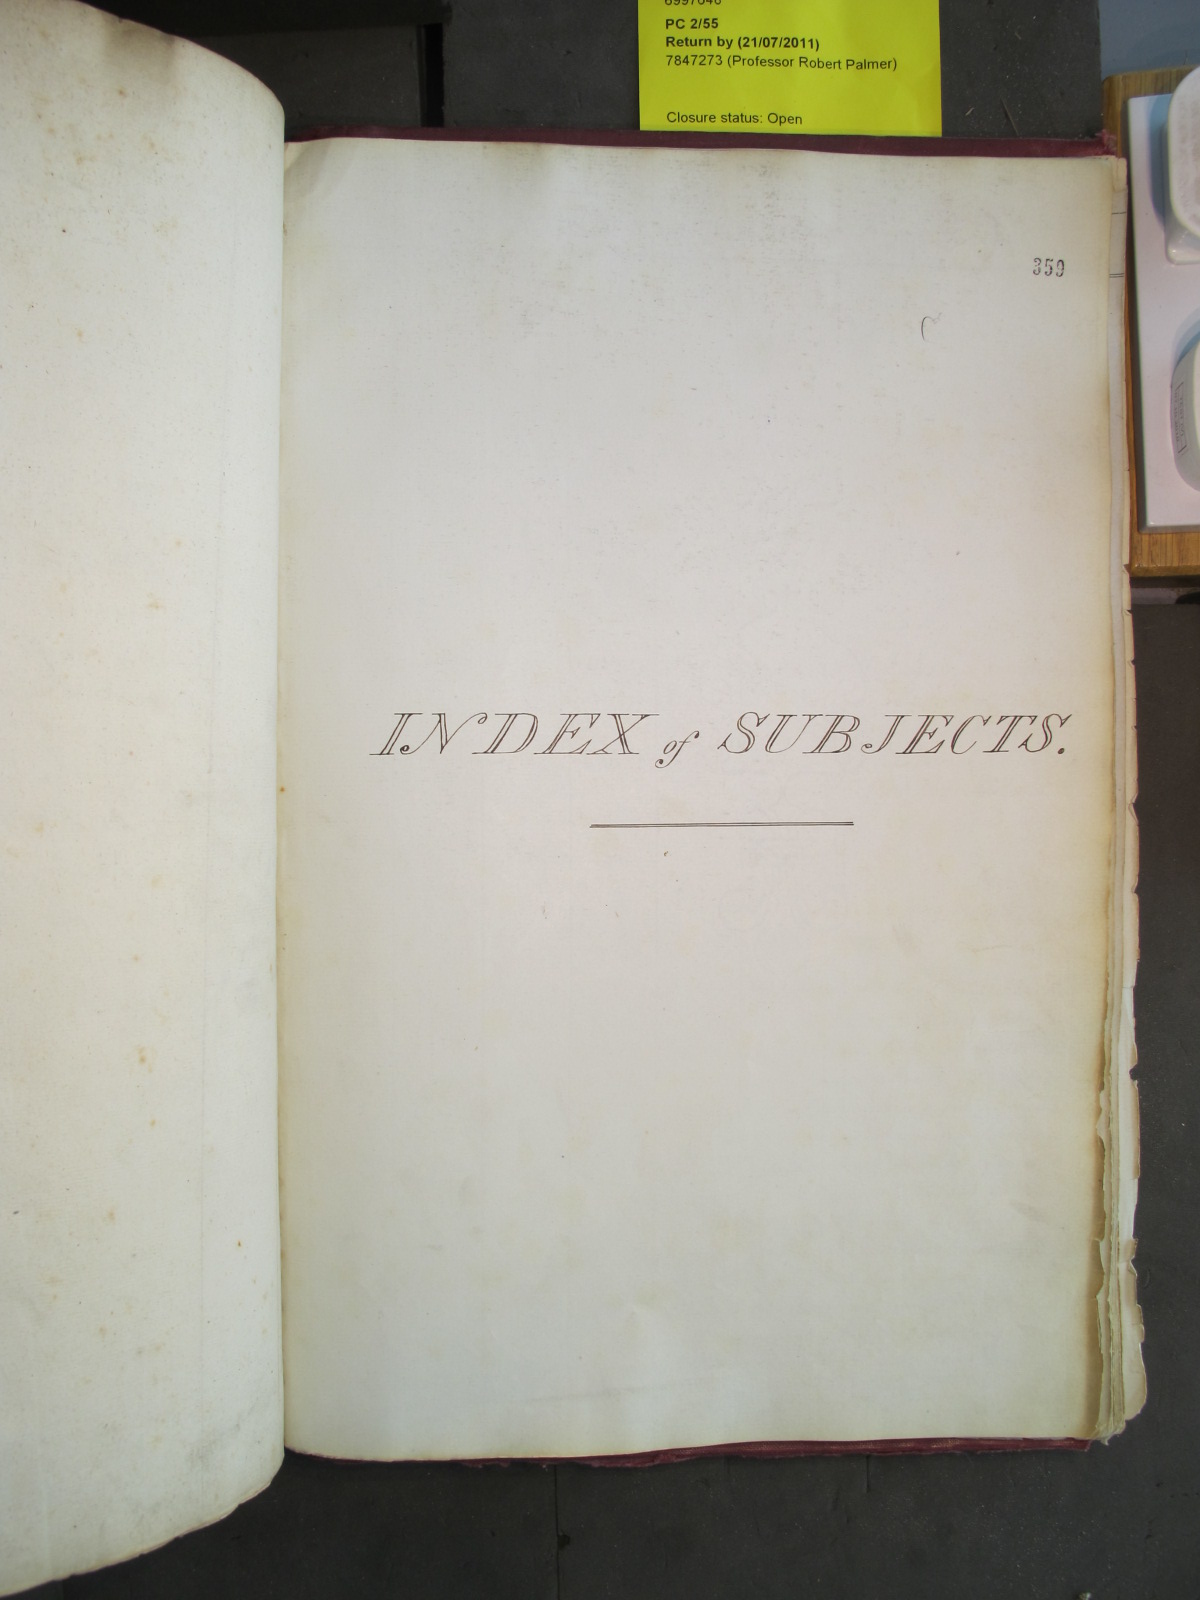 PC 2/55
Return by (21/07/2011)
7847273 (Professor Robert Palmer)
Closure status: Open
359
INDEX of SUBJECTS.